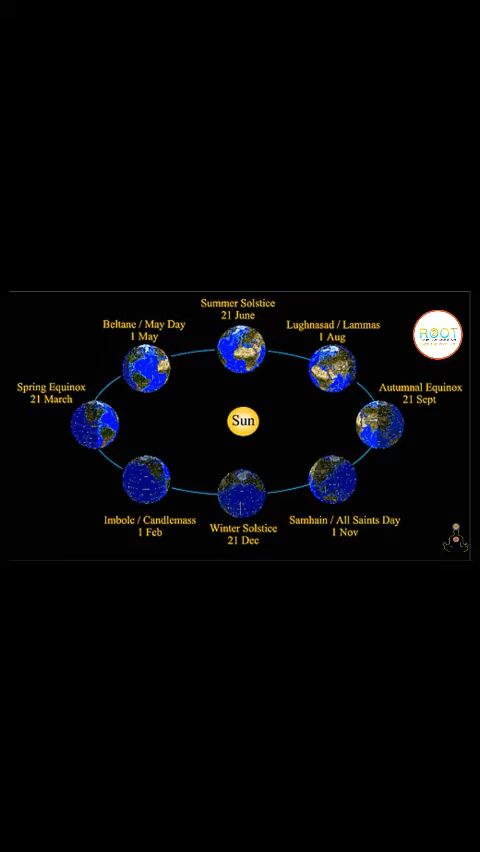 Summer Solstice
21 June
Beltane / May Day
1 May
Lughnasad / Lammas
1 Aug
ROOT
Spring Equinox
21 March
Autumnal Equinox
21 Sept
Sun
Imbolc / Candlemass
1 Feb
Winter Solstice
21 Dec
Samhain / All Saints Day
1 Nov